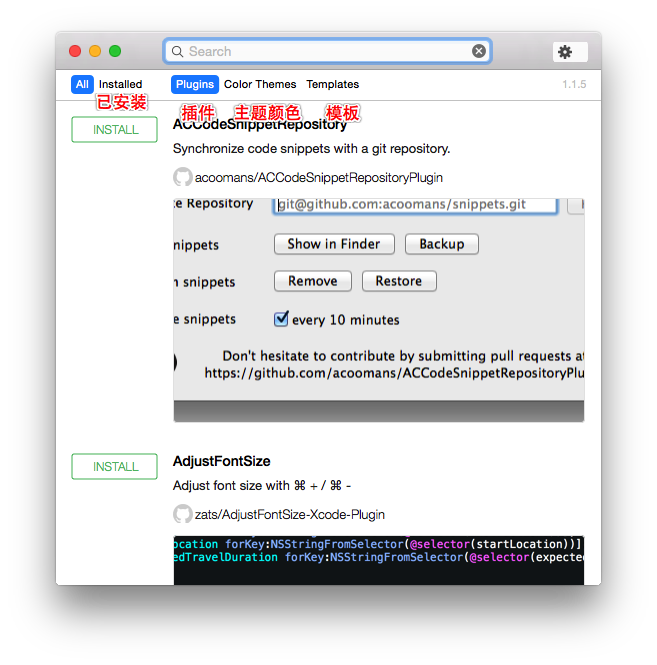 Search
All Installed Plugins Color Themes Templates 1.1.5
已安装 插件 主题颜色 模板
INSTALL
ACCodeSnippetRepository
Synchronize code snippets with a git repository.
acoomans/ACCodeSnippetRepositoryPlugin
Repository git@github.com:acoomans/snippets.git
nippets Show in Finder Backup
snippets Remove Restore
snippets every 10 minutes
Don't hesitate to contribute by submitting pull requests at
https://github.com/acoomans/ACCodeSnippetRepositoryPlu
INSTALL
AdjustFontSize
Adjust font size with ⌘ + / ⌘ -
zats/AdjustFontSize-Xcode-Plugin
ocation forKey:NSStringFromSelector(@selector(startLocation))]
edTravelDuration forKey:NSStringFromSelector(@selector(expecte